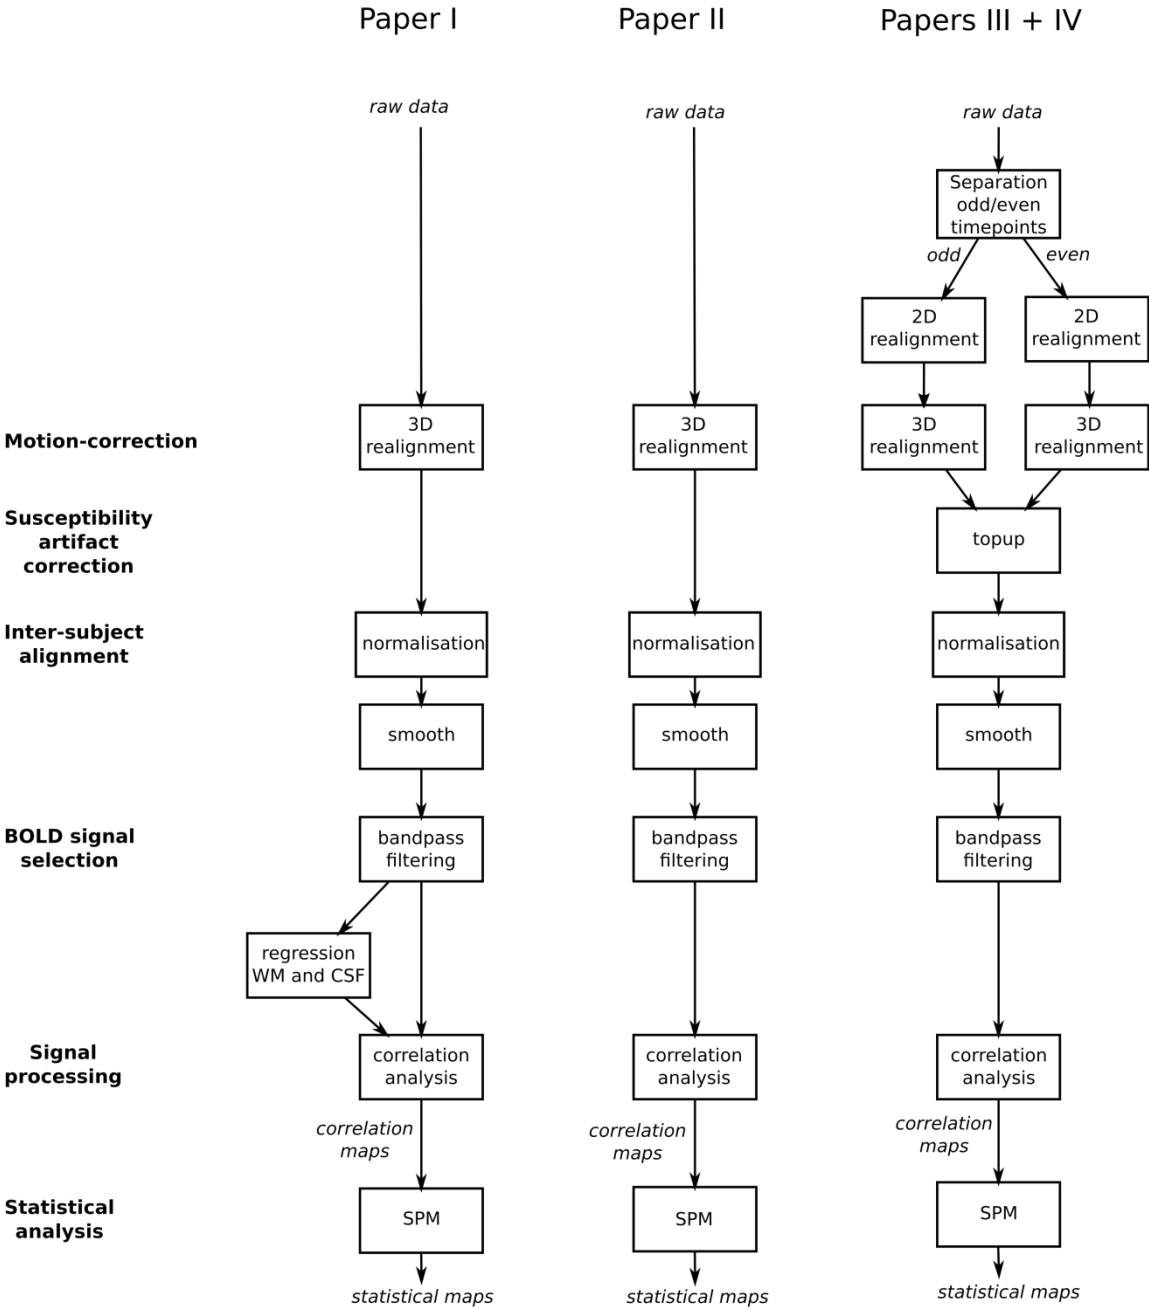 Paper I
Paper II
Papers III + IV
raw data
raw data
raw data
Separation
odd/even
timepoints
odd
even
2D
realignment
2D
realignment
Motion-correction
3D
realignment
3D
realignment
3D
realignment
3D
realignment
Susceptibility
artifact
correction
topup
Inter-subject
alignment
normalisation
normalisation
normalisation
smooth
smooth
smooth
BOLD signal
selection
bandpass
filtering
bandpass
filtering
bandpass
filtering
regression
WM and CSF
Signal
processing
correlation
analysis
correlation
analysis
correlation
analysis
correlation
maps
correlation
maps
correlation
maps
Statistical
analysis
SPM
SPM
SPM
statistical maps
statistical maps
statistical maps